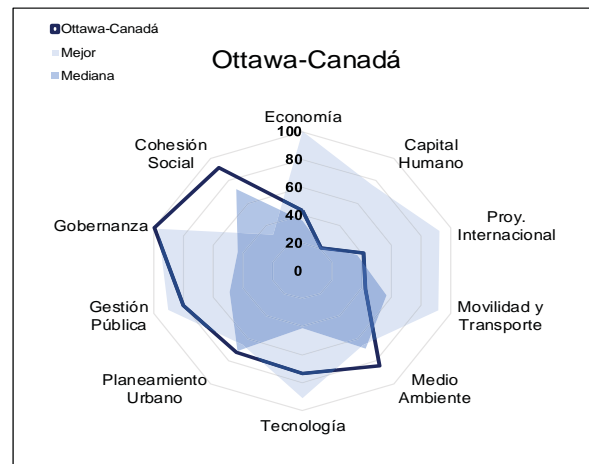 Ottawa-Canadá
Mejor
Mediana
Ottawa-Canadá
Economía
Capital
Humano
Proy.
Internacional
Movilidad y
Transporte
Medio
Ambiente
Tecnología
Planeamiento
Urbano
Gestión
Pública
Gobernanza
Cohesión
Social
100
80
60
40
20
0